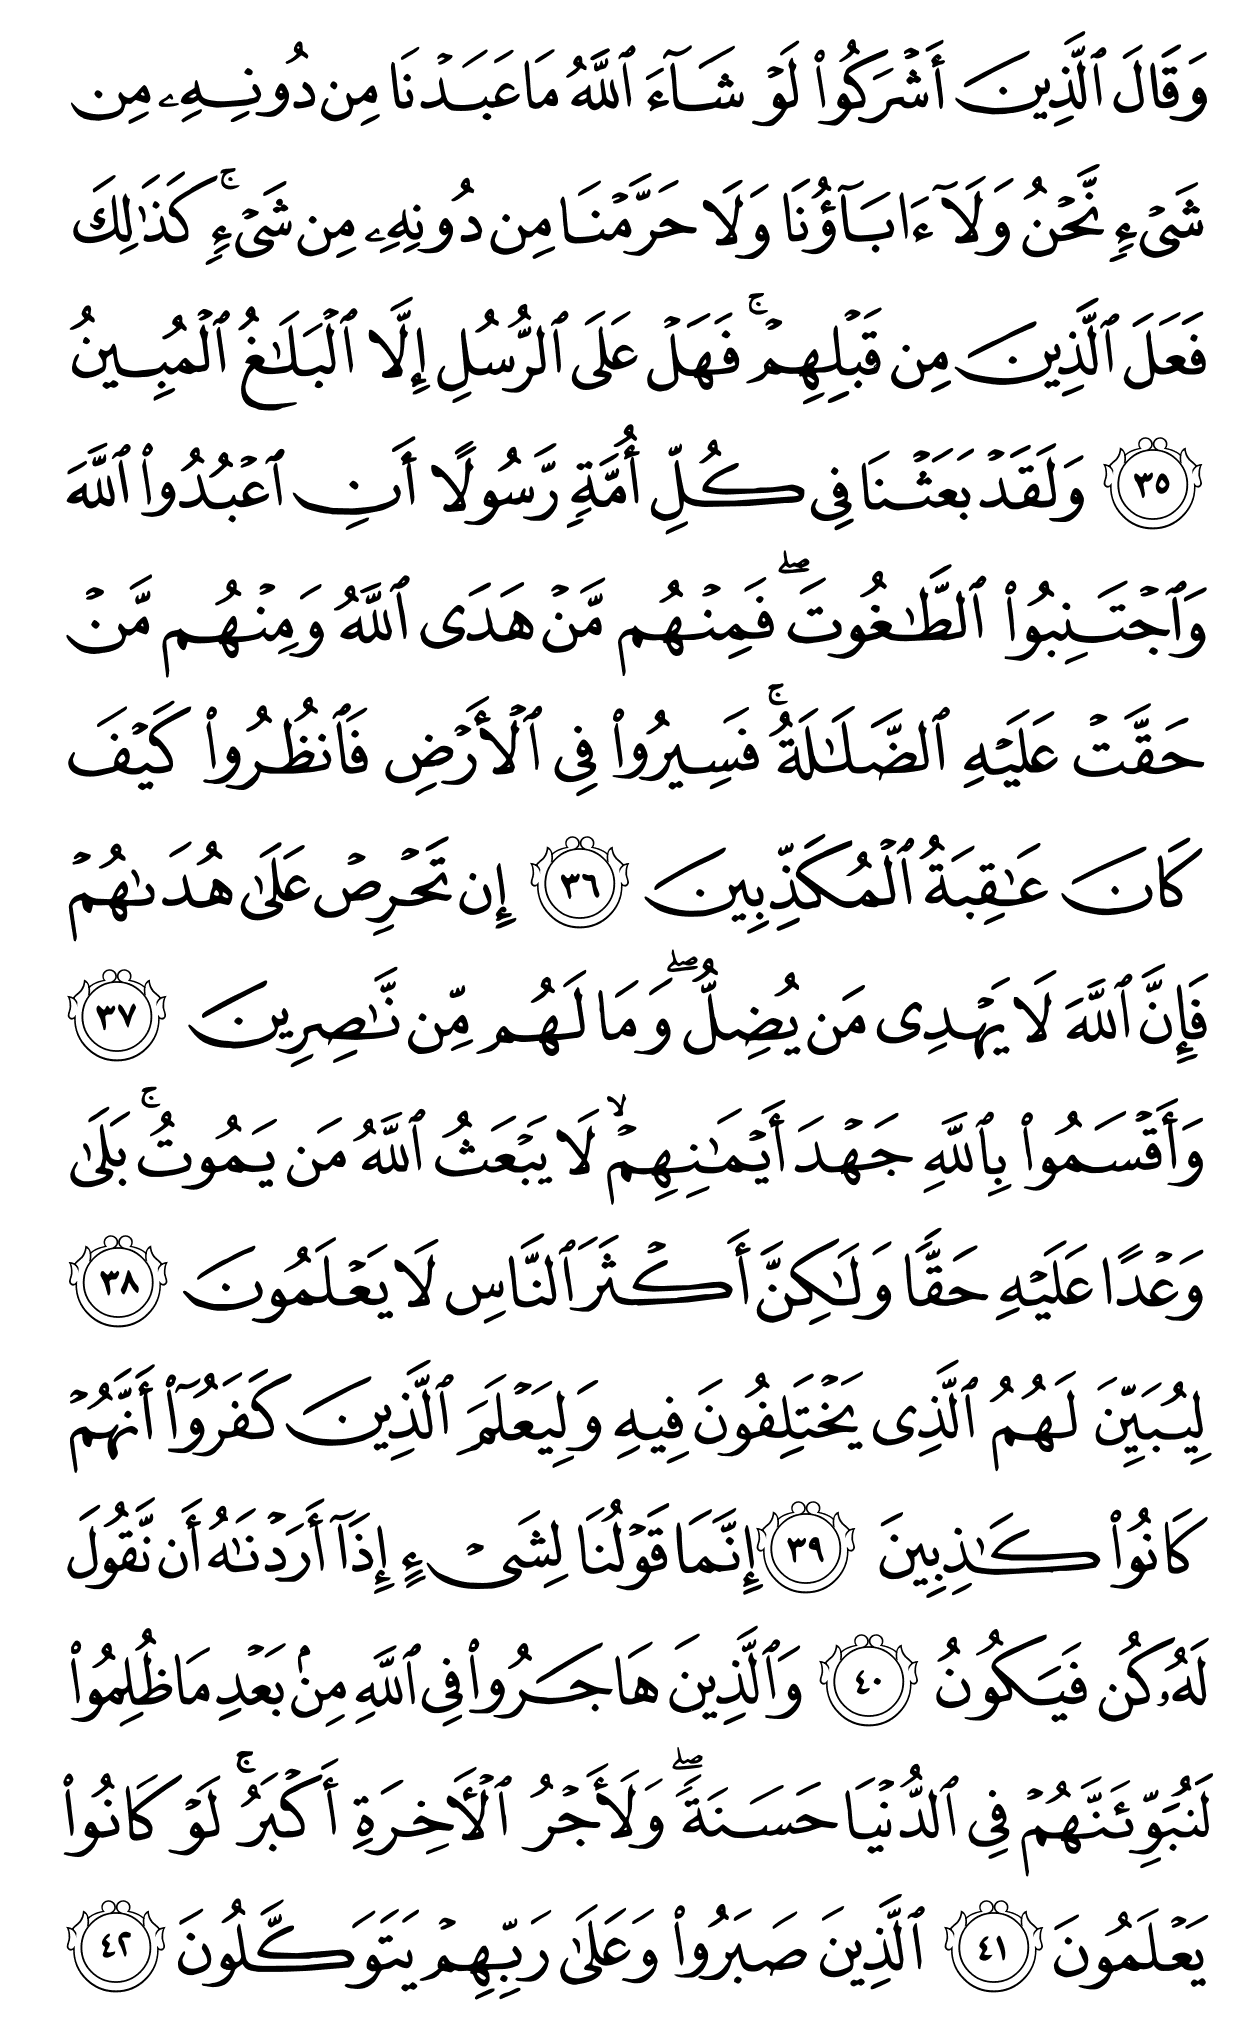 وَقَالَ ٱلَّذِينَ أَشۡرَكُواْ لَوۡ شَآءَ ٱللَّهُ مَا عَبَدۡنَا مِن دُونِهِۦ مِن
شَيۡءٖ نَّحۡنُ وَلَآ ءَابَآؤُنَا وَلَا حَرَّمۡنَا مِن دُونِهِۦ مِن شَيۡءٖۚ كَذَٰلِكَ
فَعَلَ ٱلَّذِينَ مِن قَبۡلِهِمۡۚ فَهَلۡ عَلَى ٱلرُّسُلِ إِلَّا ٱلۡبَلَٰغُ ٱلۡمُبِينُ
٣٥ وَلَقَدۡ بَعَثۡنَا فِي كُلِّ أُمَّةٖ رَّسُولًا أَنِ ٱعۡبُدُواْ ٱللَّهَ
وَٱجۡتَنِبُواْ ٱلطَّٰغُوتَۖ فَمِنۡهُم مَّنۡ هَدَى ٱللَّهُ وَمِنۡهُم مَّنۡ
حَقَّتۡ عَلَيۡهِ ٱلضَّلَٰلَةُۚ فَسِيرُواْ فِي ٱلۡأَرۡضِ فَٱنظُرُواْ كَيۡفَ
كَانَ عَٰقِبَةُ ٱلۡمُكَذِّبِينَ ٣٦ إِن تَحۡرِصۡ عَلَىٰ هُدَىٰهُمۡ
فَإِنَّ ٱللَّهَ لَا يَهۡدِي مَن يُضِلُّۖ وَمَا لَهُم مِّن نَّٰصِرِينَ ٣٧
وَأَقۡسَمُواْ بِٱللَّهِ جَهۡدَ أَيۡمَٰنِهِمۡۙ لَا يَبۡعَثُ ٱللَّهُ مَن يَمُوتُۚ بَلَىٰ
وَعۡدًا عَلَيۡهِ حَقّٗا وَلَٰكِنَّ أَكۡثَرَ ٱلنَّاسِ لَا يَعۡلَمُونَ ٣٨
لِيُبَيِّنَ لَهُمُ ٱلَّذِي يَخۡتَلِفُونَ فِيهِ وَلِيَعۡلَمَ ٱلَّذِينَ كَفَرُوٓاْ أَنَّهُمۡ
كَانُواْ كَٰذِبِينَ ٣٩ إِنَّمَا قَوۡلُنَا لِشَيۡءٍ إِذَآ أَرَدۡنَٰهُ أَن نَّقُولَ
لَهُۥ كُن فَيَكُونُ ٤٠ وَٱلَّذِينَ هَاجَرُواْ فِي ٱللَّهِ مِنۢ بَعۡدِ مَا ظُلِمُواْ
لَنُبَوِّئَنَّهُمۡ فِي ٱلدُّنۡيَا حَسَنَةٗۖ وَلَأَجۡرُ ٱلۡأٓخِرَةِ أَكۡبَرُۚ لَوۡ كَانُواْ
يَعۡلَمُونَ ٤١ ٱلَّذِينَ صَبَرُواْ وَعَلَىٰ رَبِّهِمۡ يَتَوَكَّلُونَ ٤٢